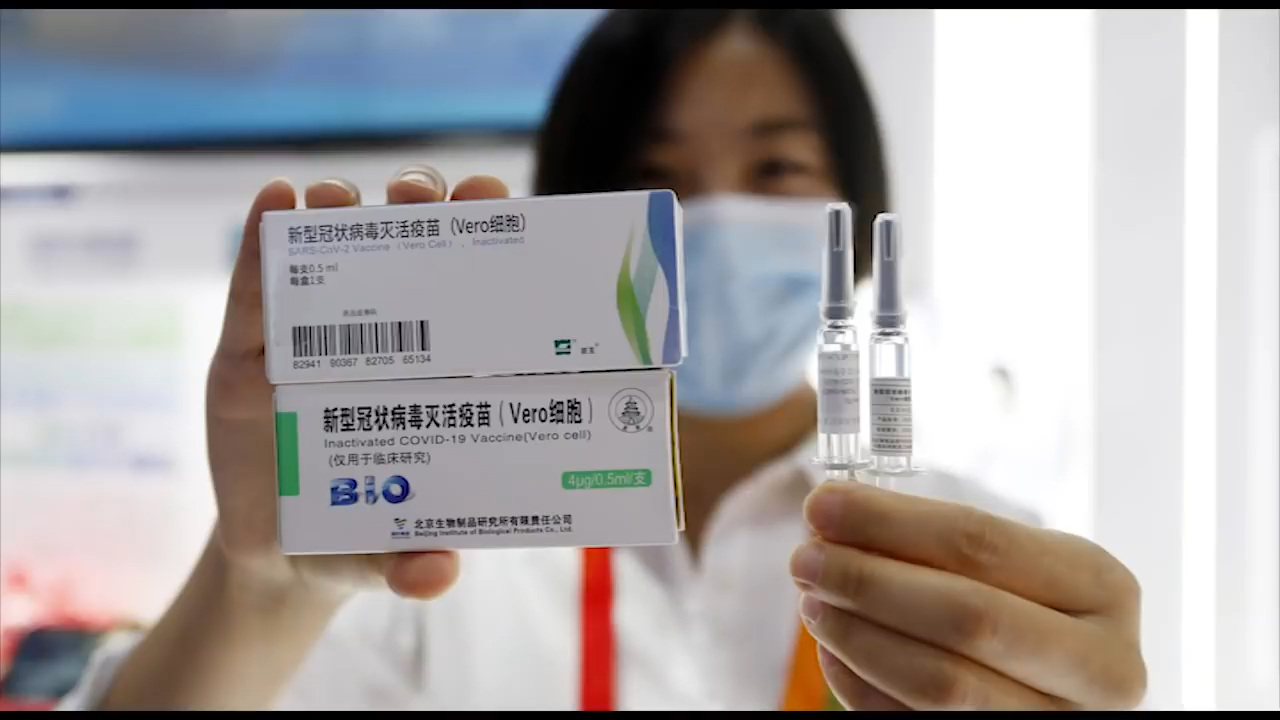 新型冠状病毒灭活疫苗（Vero细胞）
SARS-CoV-2 Vaccine（Vero Cell），Inactivated
每支0.5 ml
每盒1支
82941 90367 82705 65134
新型冠状病毒灭活疫苗（Vero细胞）
Inactivated COVID-19 Vaccine(Vero cell)
(仅用于临床研究)
BIO
4μg/0.5ml/支
北京生物制品研究所有限责任公司
Beijing Institute of Biological Products Co., Ltd.